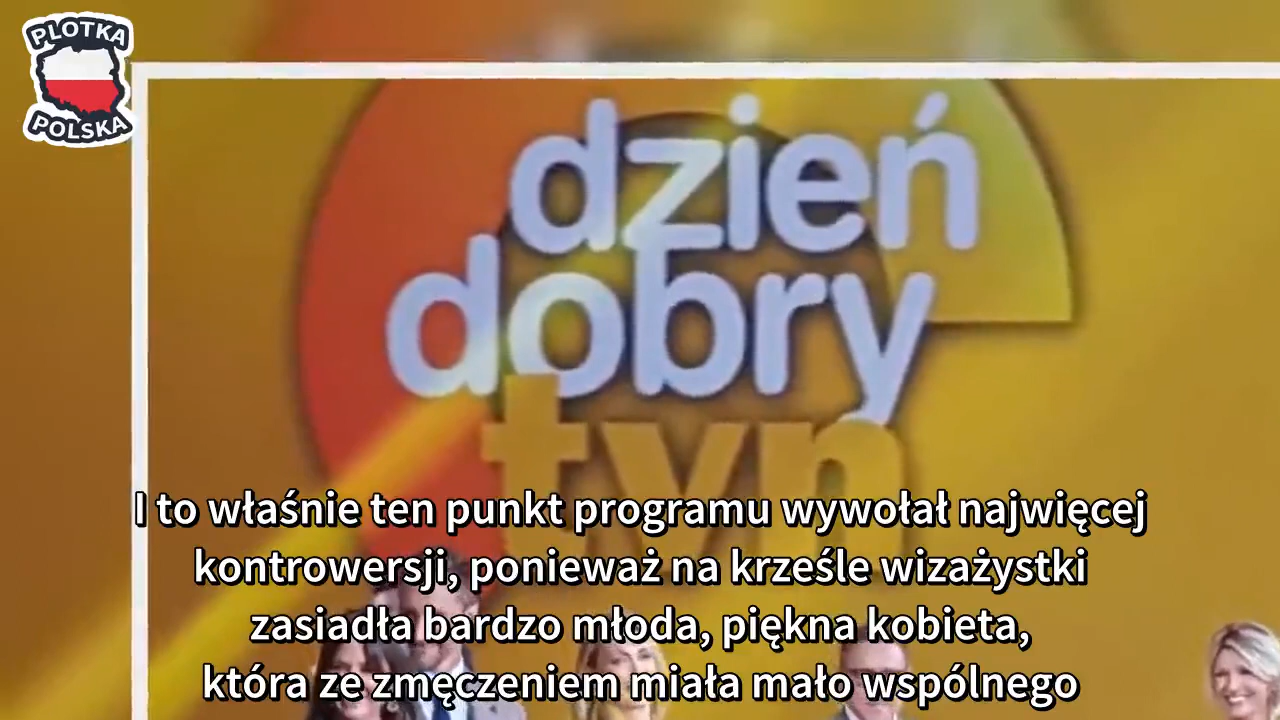 PLOTKA
POLSKA
dzień
dobry
tvn
I to właśnie ten punkt programu wywołał najwięcej
kontrowersji, ponieważ na krześle wizażystki
zasiadła bardzo młoda, piękna kobieta,
która ze zmęczeniem miała mało wspólnego